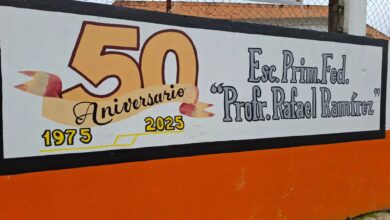 50
Aniversario
1975 2025
Esc. Prim. Fed.
"Profr. Rafael Ramírez"